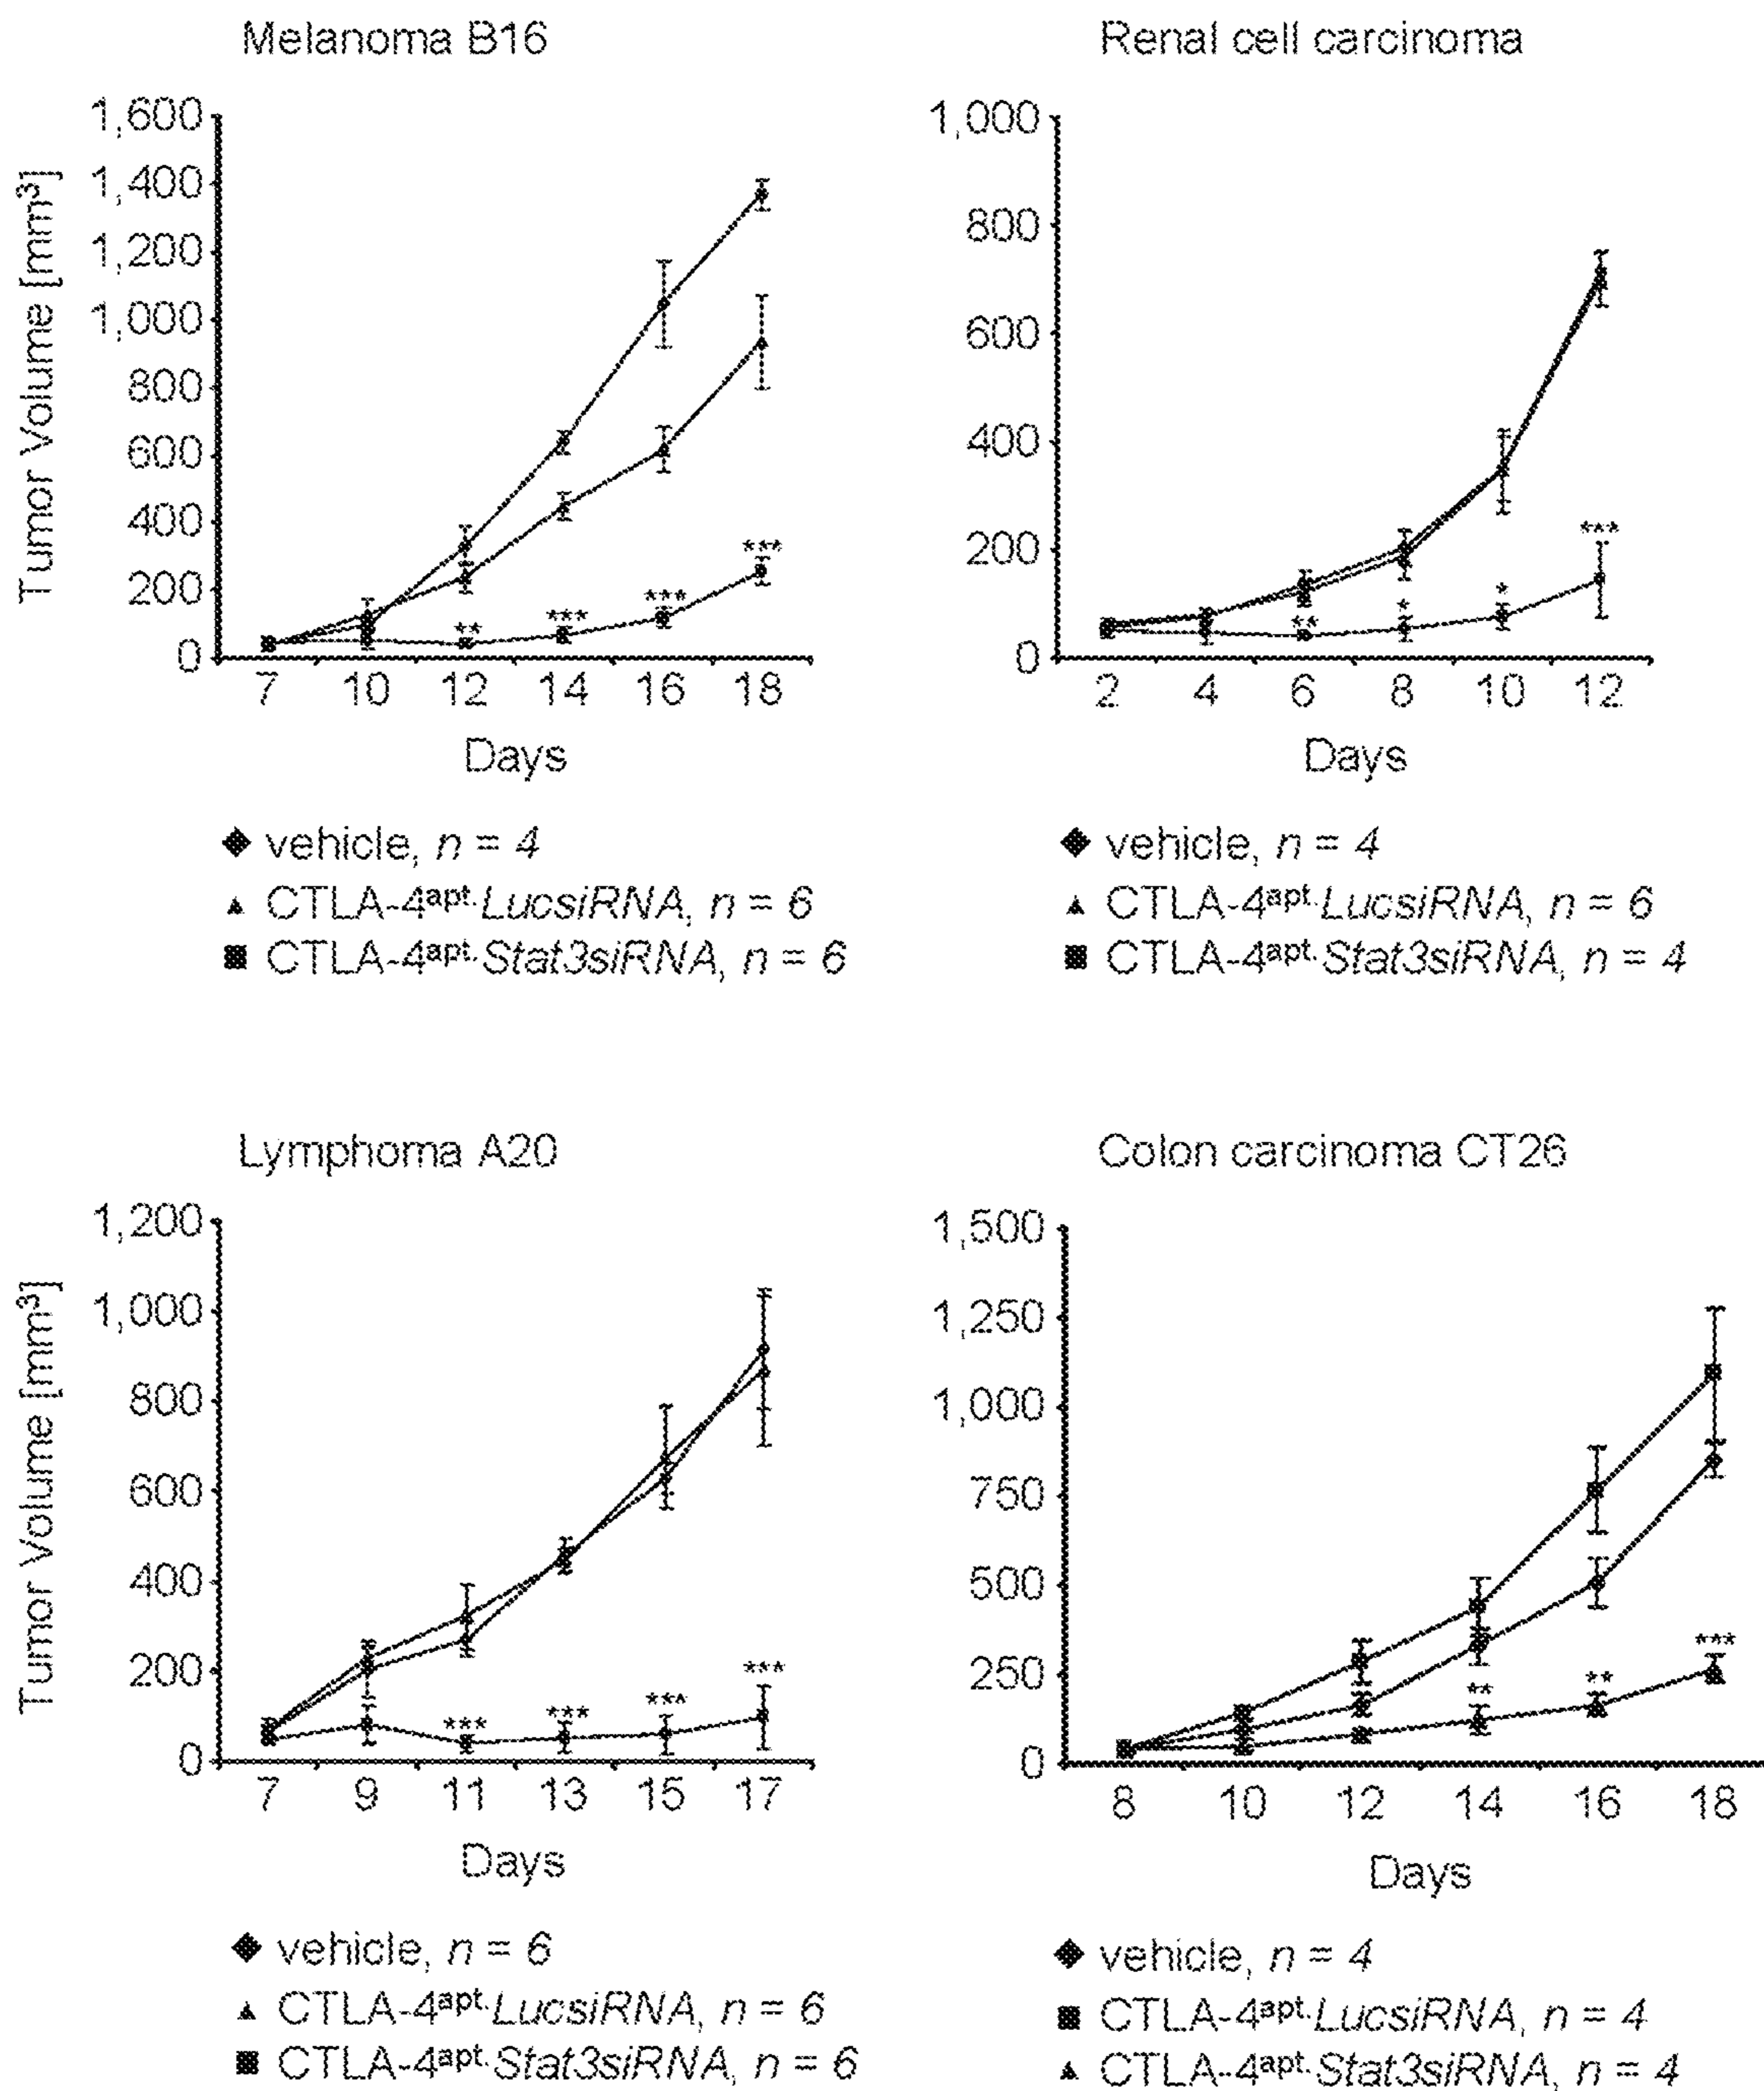 Melanoma B16
Tumor Volume [mm³]
1,600
1,400
1,200
1,000
800
600
400
200
0
**
***
***
***
7 10 12 14 16 18
Days
◆ vehicle, n = 4
▲ CTLA-4apt-LucsiRNA, n = 6
■ CTLA-4apt-Stat3siRNA, n = 6
Renal cell carcinoma
1,000
800
600
400
200
0
**
*
*
***
2 4 6 8 10 12
Days
◆ vehicle, n = 4
▲ CTLA-4apt-LucsiRNA, n = 6
■ CTLA-4apt-Stat3siRNA, n = 4
Lymphoma A20
Tumor Volume [mm³]
1,200
1,000
800
600
400
200
0
***
***
***
***
7 9 11 13 15 17
Days
◆ vehicle, n = 6
▲ CTLA-4apt-LucsiRNA, n = 6
■ CTLA-4apt-Stat3siRNA, n = 6
Colon carcinoma CT26
1,500
1,250
1,000
750
500
250
0
**
**
***
8 10 12 14 16 18
Days
◆ vehicle, n = 4
■ CTLA-4apt-LucsiRNA, n = 4
▲ CTLA-4apt-Stat3siRNA, n = 4